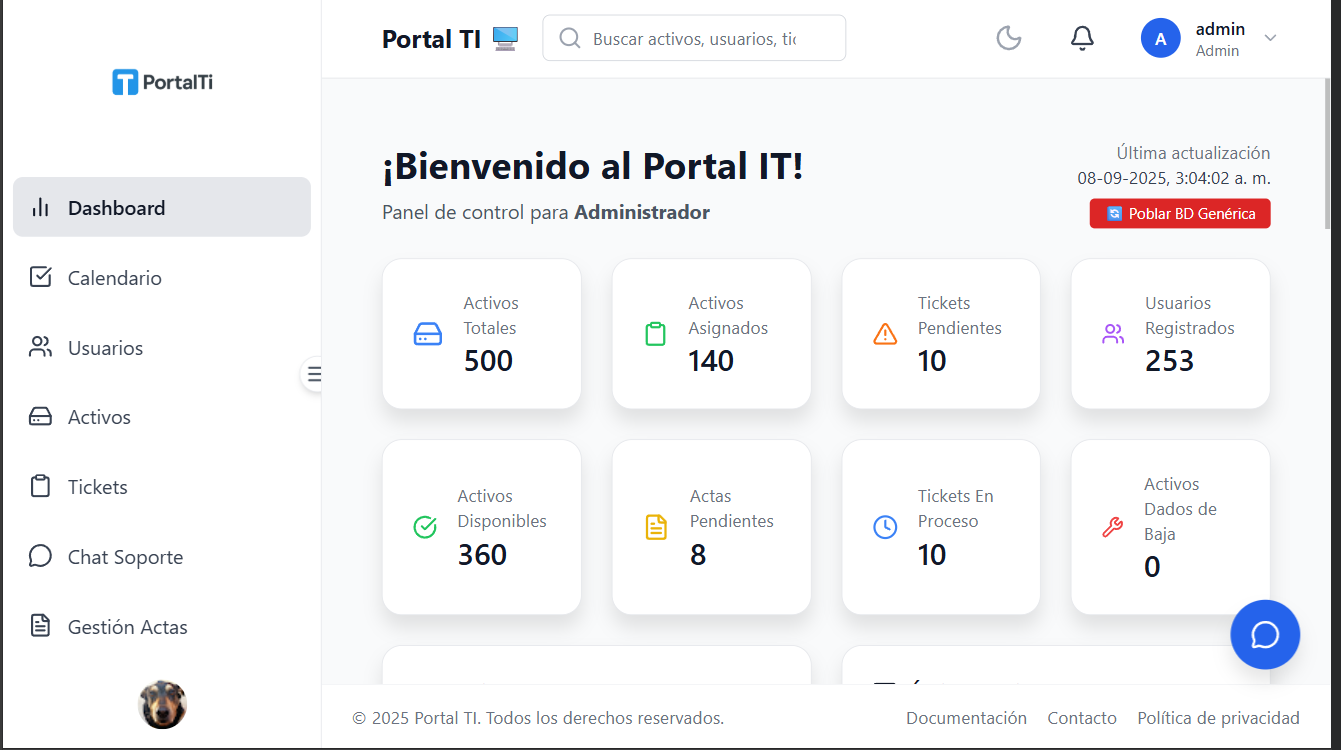 PortalTi
Dashboard
Calendario
Usuarios
Activos
Tickets
Chat Soporte
Gestión Actas
Portal TI
Buscar activos, usuarios, tic
A
admin
Admin
¡Bienvenido al Portal IT!
Panel de control para Administrador
Última actualización
08-09-2025, 3:04:02 a. m.
Poblar BD Genérica
Activos
Totales
500
Activos
Asignados
140
Tickets
Pendientes
10
Usuarios
Registrados
253
Activos
Disponibles
360
Actas
Pendientes
8
Tickets En
Proceso
10
Activos
Dados de
Baja
0
© 2025 Portal TI. Todos los derechos reservados.
Documentación
Contacto
Política de privacidad